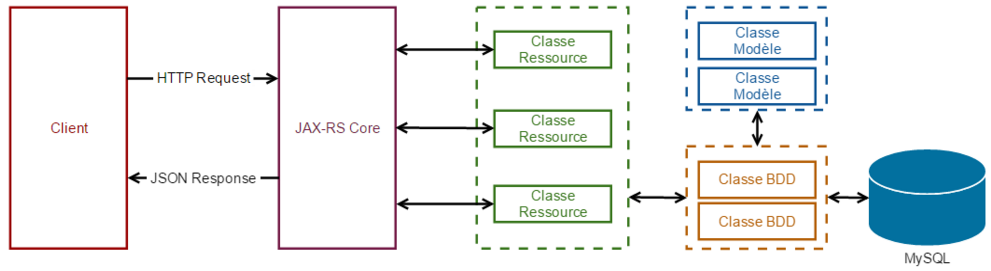 Client
HTTP Request
JSON Response
JAX-RS Core
Classe
Ressource
Classe
Ressource
Classe
Ressource
Classe
Modèle
Classe
Modèle
Classe BDD
Classe BDD
MySQL